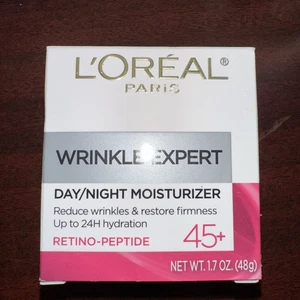 L'ORÉAL®
PARIS
WRINKLE EXPERT
DAY/NIGHT MOISTURIZER
Reduce wrinkles & restore firmness
Up to 24H hydration
RETINO-PEPTIDE
45+
NET WT. 1.7 OZ. (48g)